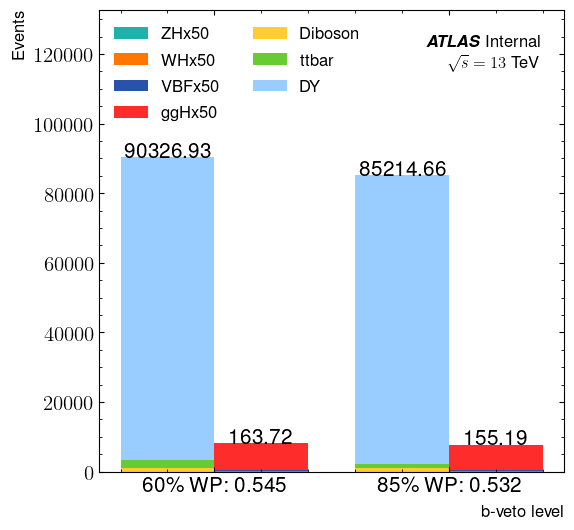 Events
ZHx50
WHx50
VBFx50
ggHx50
Diboson
ttbar
DY
ATLAS Internal
√s = 13 TeV
120000
100000
80000
60000
40000
20000
0
90326.93
163.72
85214.66
155.19
60% WP: 0.545
85% WP: 0.532
b-veto level